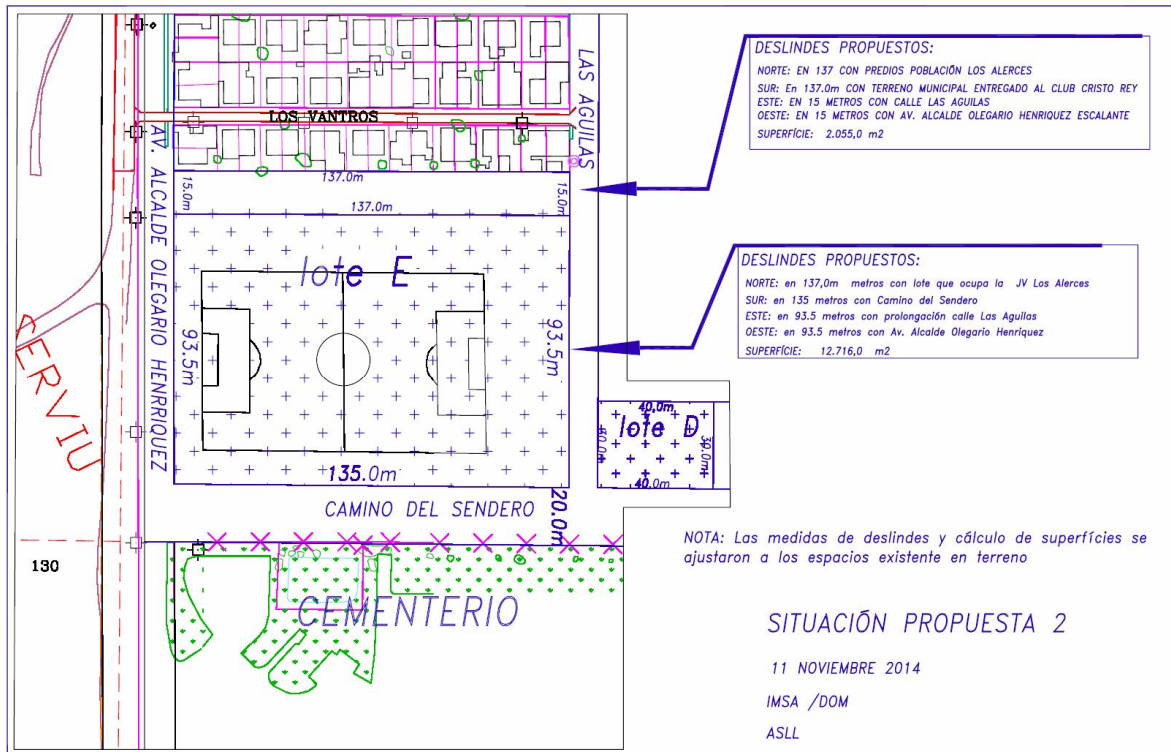 DESLINDES PROPUESTOS:
NORTE: EN 137 CON PREDIOS POBLACIÓN LOS ALERCES
SUR: En 137.0m CON TERRENO MUNICIPAL ENTREGADO AL CLUB CRISTO REY
ESTE: EN 15 METROS CON CALLE LAS AGUILAS
OESTE: EN 15 METROS CON AV. ALCALDE OLEGARIO HENRIQUEZ ESCALANTE
SUPERFÍCIE: 2.055,0 m2
LAS AGUILAS
LOS VANTROS
AV. ALCALDE OLEGARIO HENRRIQUEZ
137.0m
15.0m
15.0m
137.0m
lote E
DESLINDES PROPUESTOS:
NORTE: en 137,0m metros con lote que ocupa la JV Los Alerces
SUR: en 135 metros con Camino del Sendero
ESTE: en 93.5 metros con prolongación calle Las Aguilas
OESTE: en 93.5 metros con Av. Alcalde Olegario Henriquez
SUPERFÍCIE: 12.716,0 m2
93.5m
93.5m
SERVIU
40.0m
lote D
30.0m
30.0m
40.0m
135.0m
CAMINO DEL SENDERO
20.0m
130
CEMENTERIO
NOTA: Las medidas de deslindes y cálculo de superfícies se
ajustaron a los espacios existente en terreno
SITUACIÓN PROPUESTA 2
11 NOVIEMBRE 2014
IMSA /DOM
ASLL